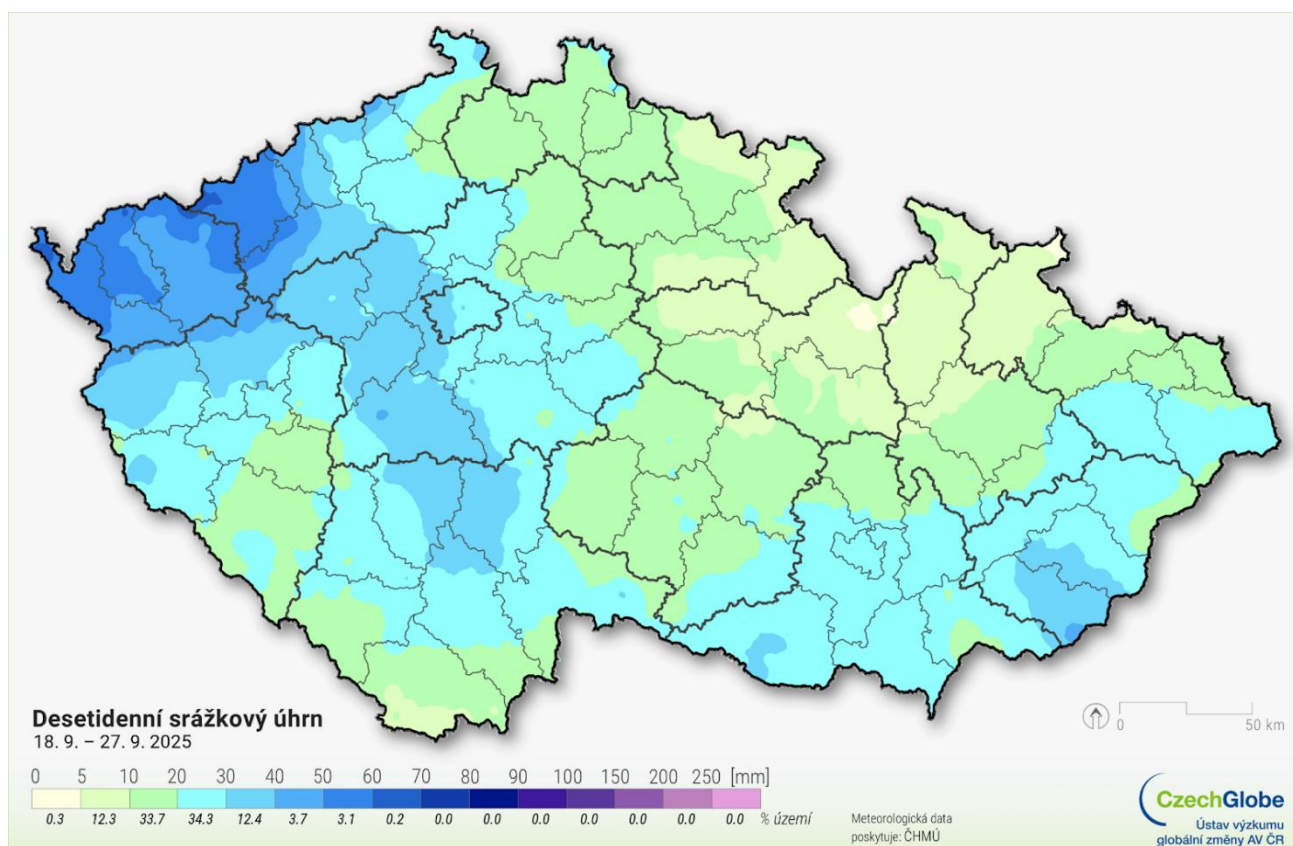 Desetidenní srážkový úhrn
18. 9. – 27. 9. 2025
0 5 10 20 30 40 50 60 70 80 90 100 150 200 250 [mm]
0.3 12.3 33.7 34.3 12.4 3.7 3.1 0.2 0.0 0.0 0.0 0.0 0.0 0.0 0.0 % území
0 50 km
Meteorologická data
poskytuje: ČHMÚ
CzechGlobe
Ústav výzkumu
globální změny AV ČR